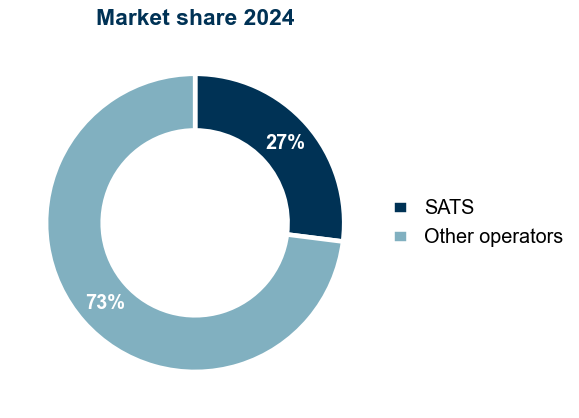 Market share 2024
27%
SATS
Other operators
73%